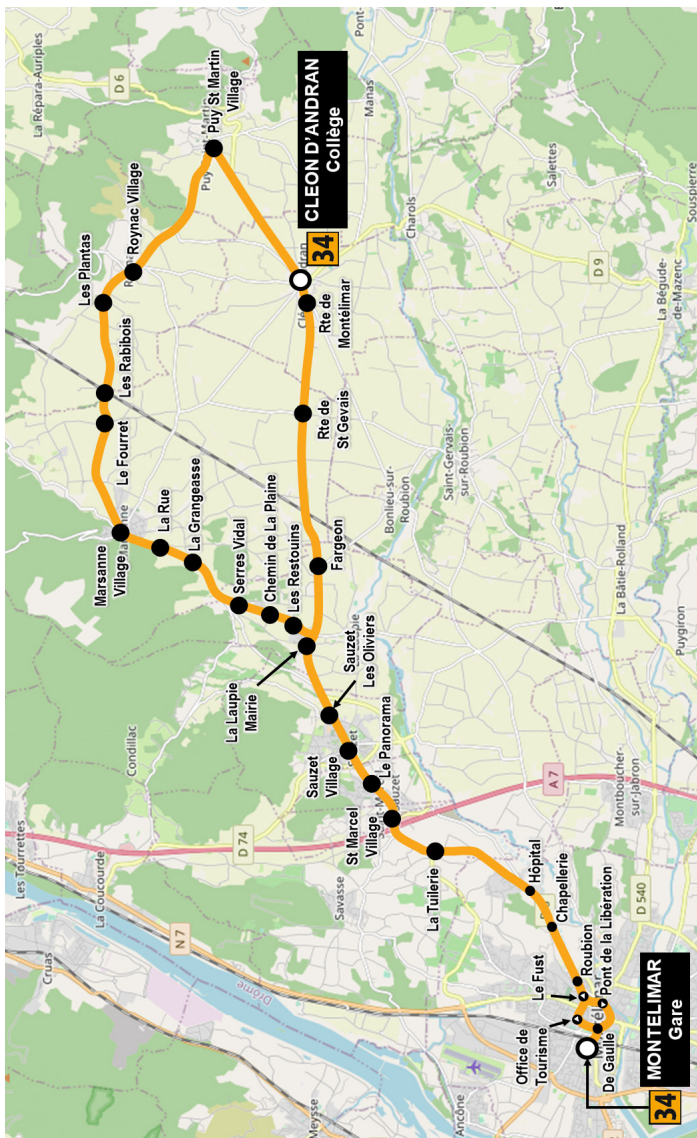 La Répara-Auriples
D 6
Pont-
Puy St Martin
Village
Manas
CLEON D'ANDRAN
Collège
34
Roynac Village
Les Plantas
Les Rabibois
Le Fourret
Marsanne
Village
La Rue
La Grangeasse
Serres Vidal
Chemin de La Plaine
Les Restouins
La Laupie
Mairie
Rte de
Montélimar
Rte de
St Gevais
Fargeon
Charols
Salettes
Souspierre
D 9
La Bégude-
de-Mazenc
Saint-Gervais-
sur-Roubion
Bonlieu-sur-
Roubion
La Bâtie-Rolland
Puygiron
Sauzet
Les Oliviers
Sauzet
Village
Le Panorama
St Marcel
Village
La Tuilerie
Condillac
D 74
A 7
Montboucher-
sur-Jabron
Les Tourrettes
La Coucourde
Savasse
N 7
Cruas
Drôme
Hôpital
Chapellerie
Roubion
Le Fust
Pont de la Libération
Office de
Tourisme
De Gaulle
D 540
MONTELIMAR
Gare
34
Ancône
Meysse